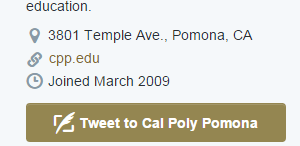 education.
3801 Temple Ave., Pomona, CA
cpp.edu
Joined March 2009
Tweet to Cal Poly Pomona